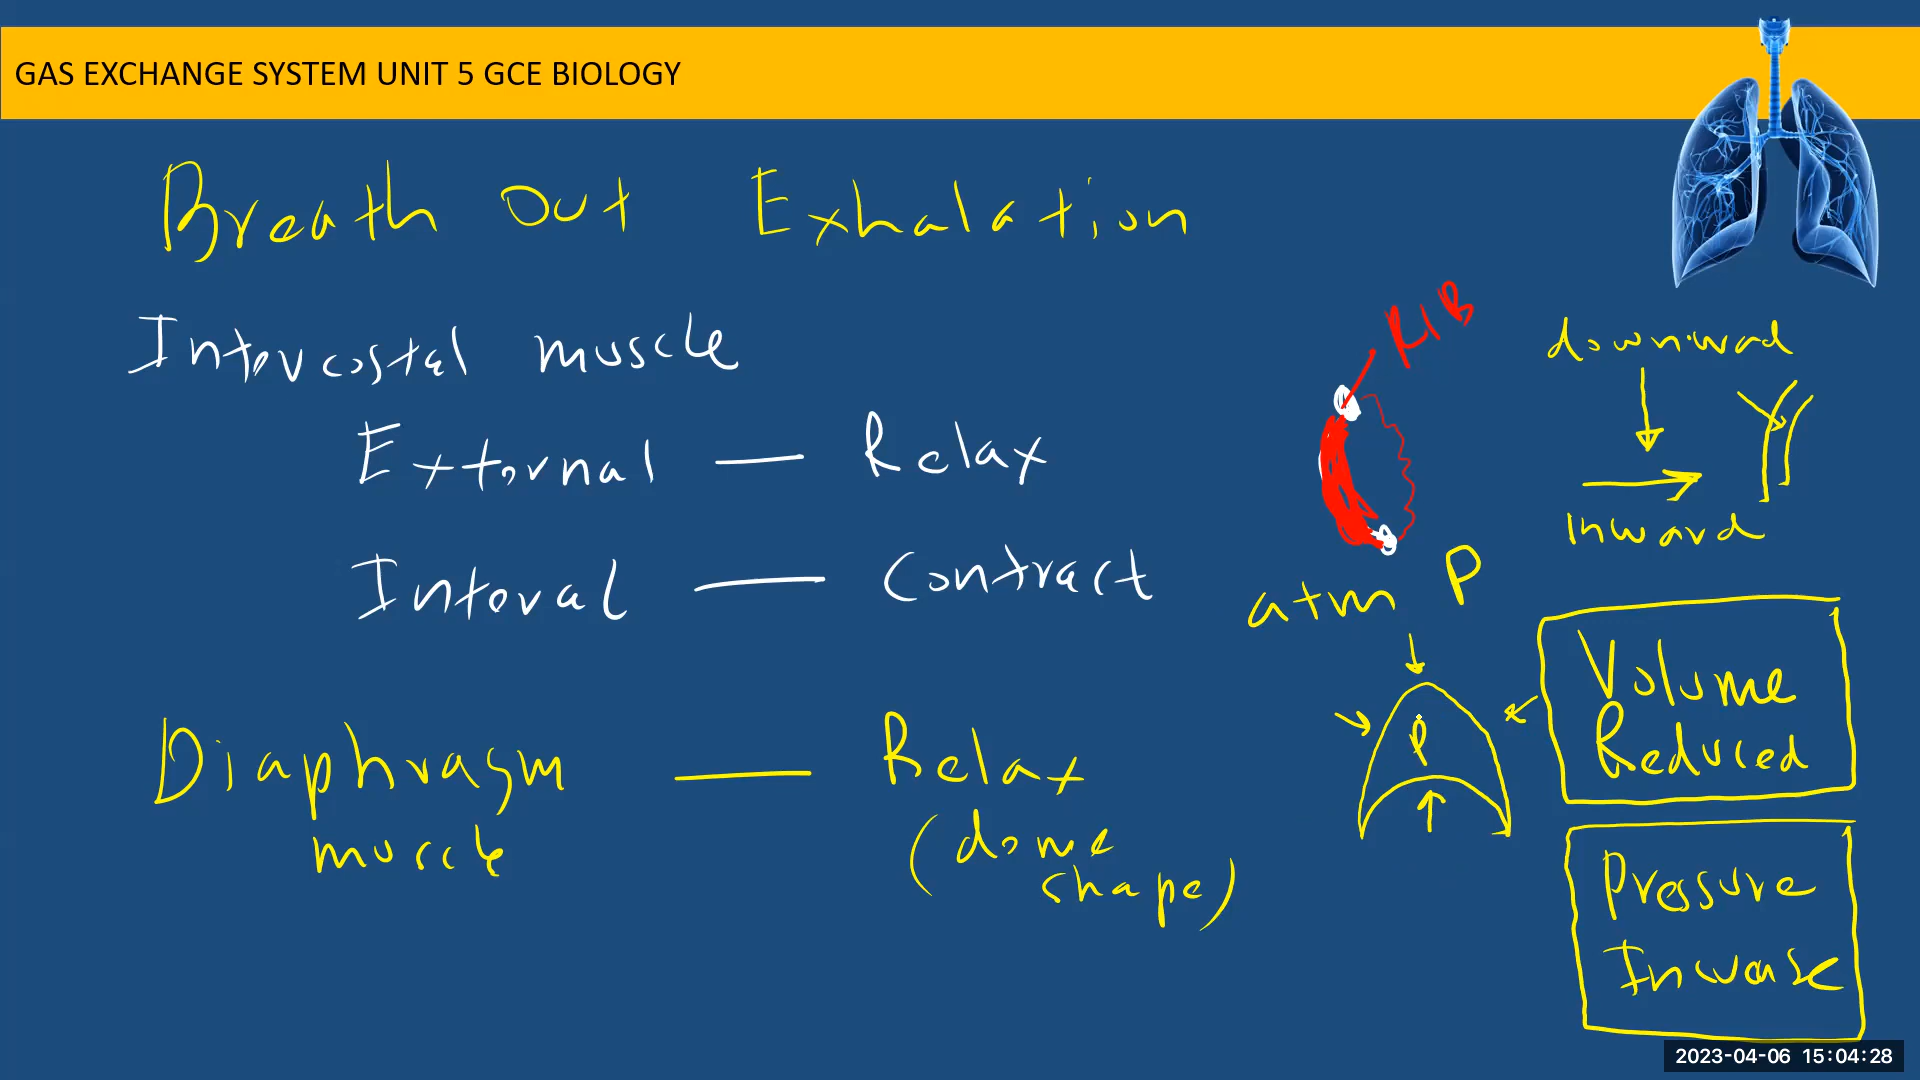 GAS EXCHANGE SYSTEM UNIT 5 GCE BIOLOGY
Breath Out Exhalation
Intercostal muscle
External — Relax
Internal — Contract
Diaphragm muscle — Relax
(dome shape)
RIB
downward
inward
atm P
P
Volume
Reduced
Pressure
Increase
2023-04-06 15:04:28